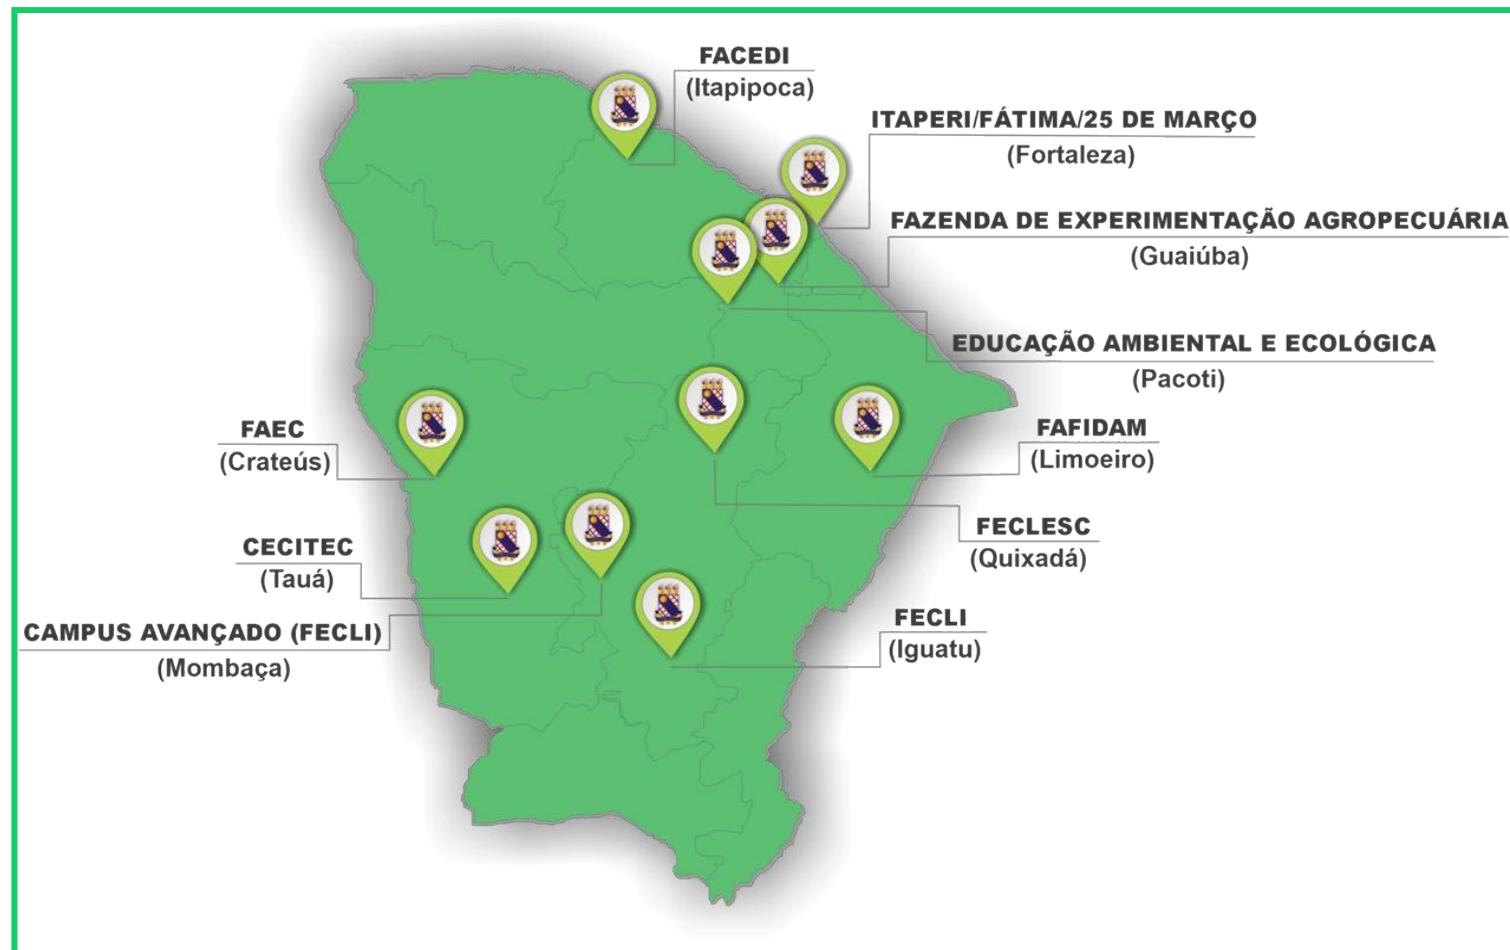 FACEDI
(Itapipoca)
ITAPERI/FÁTIMA/25 DE MARÇO
(Fortaleza)
FAZENDA DE EXPERIMENTAÇÃO AGROPECUÁRIA
(Guaiúba)
EDUCAÇÃO AMBIENTAL E ECOLÓGICA
(Pacoti)
FAEC
(Crateús)
FAFIDAM
(Limoeiro)
FECLESC
(Quixadá)
CECITEC
(Tauá)
CAMPUS AVANÇADO (FECLI)
(Mombaça)
FECLI
(Iguatu)